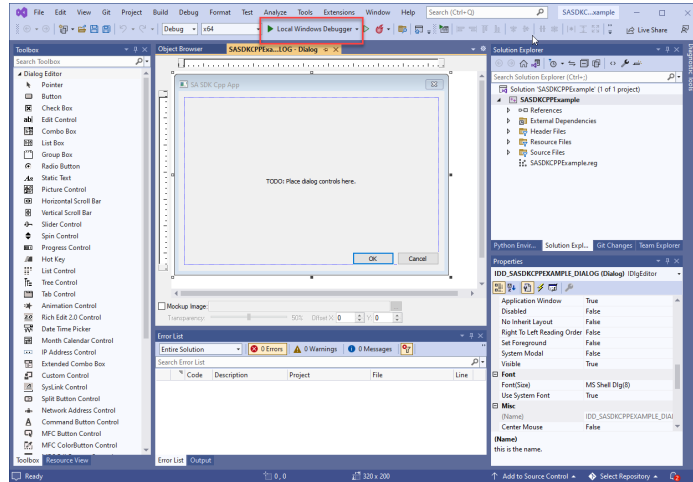 File Edit View Git Project Build Debug Format Test Analyze Tools Extensions Window Help Search (Ctrl+Q) SASDKC...xample
Debug x64 Local Windows Debugger Live Share
Toolbox
Search Toolbox
Dialog Editor
Pointer
Button
Check Box
Edit Control
Combo Box
List Box
Group Box
Radio Button
Static Text
Picture Control
Horizontal Scroll Bar
Vertical Scroll Bar
Slider Control
Spin Control
Progress Control
Hot Key
List Control
Tree Control
Tab Control
Animation Control
Rich Edit 2.0 Control
Date Time Picker
Month Calendar Control
IP Address Control
Extended Combo Box
Custom Control
SysLink Control
Split Button Control
Network Address Control
Command Button Control
MFC Button Control
MFC ColorButton Control
Toolbox Resource View
Object Browser SASDKCPPExa...LOG - Dialog
SA SDK Cpp App
TODO: Place dialog controls here.
OK Cancel
Mockup Image:
Transparency: 50% Offset X: 0 Y: 0
Error List
Entire Solution 0 Errors 0 Warnings 0 Messages
Search Error List
Code Description Project File Line
Error List Output
Solution Explorer
Search Solution Explorer (Ctrl+;)
Solution 'SASDKCPPExample' (1 of 1 project)
SASDKCPPExample
References
External Dependencies
Header Files
Resource Files
Source Files
SASDKCPPExample.reg
Python Envir... Solution Expl... Git Changes Team Explorer
Diagnostic Tools
Properties
IDD_SASDKCPPEXAMPLE_DIALOG (Dialog) IDlgEditor
Application Window True
Disabled False
No Inherit Layout False
Right To Left Reading Order False
Set Foreground False
System Modal False
Visible True
Font
Font(Size) MS Shell Dlg(8)
Use System Font True
Misc
(Name) IDD_SASDKCPPEXAMPLE_DIAL
Center Mouse False
(Name)
this is the name.
Ready 0, 0 320 x 200 Add to Source Control Select Repository 2